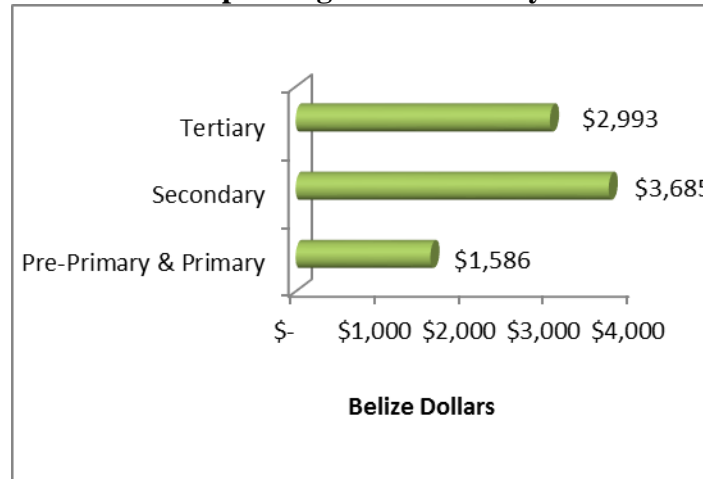 Tertiary $2,993
Secondary $3,685
Pre-Primary & Primary $1,586
$- $1,000 $2,000 $3,000 $4,000
Belize Dollars